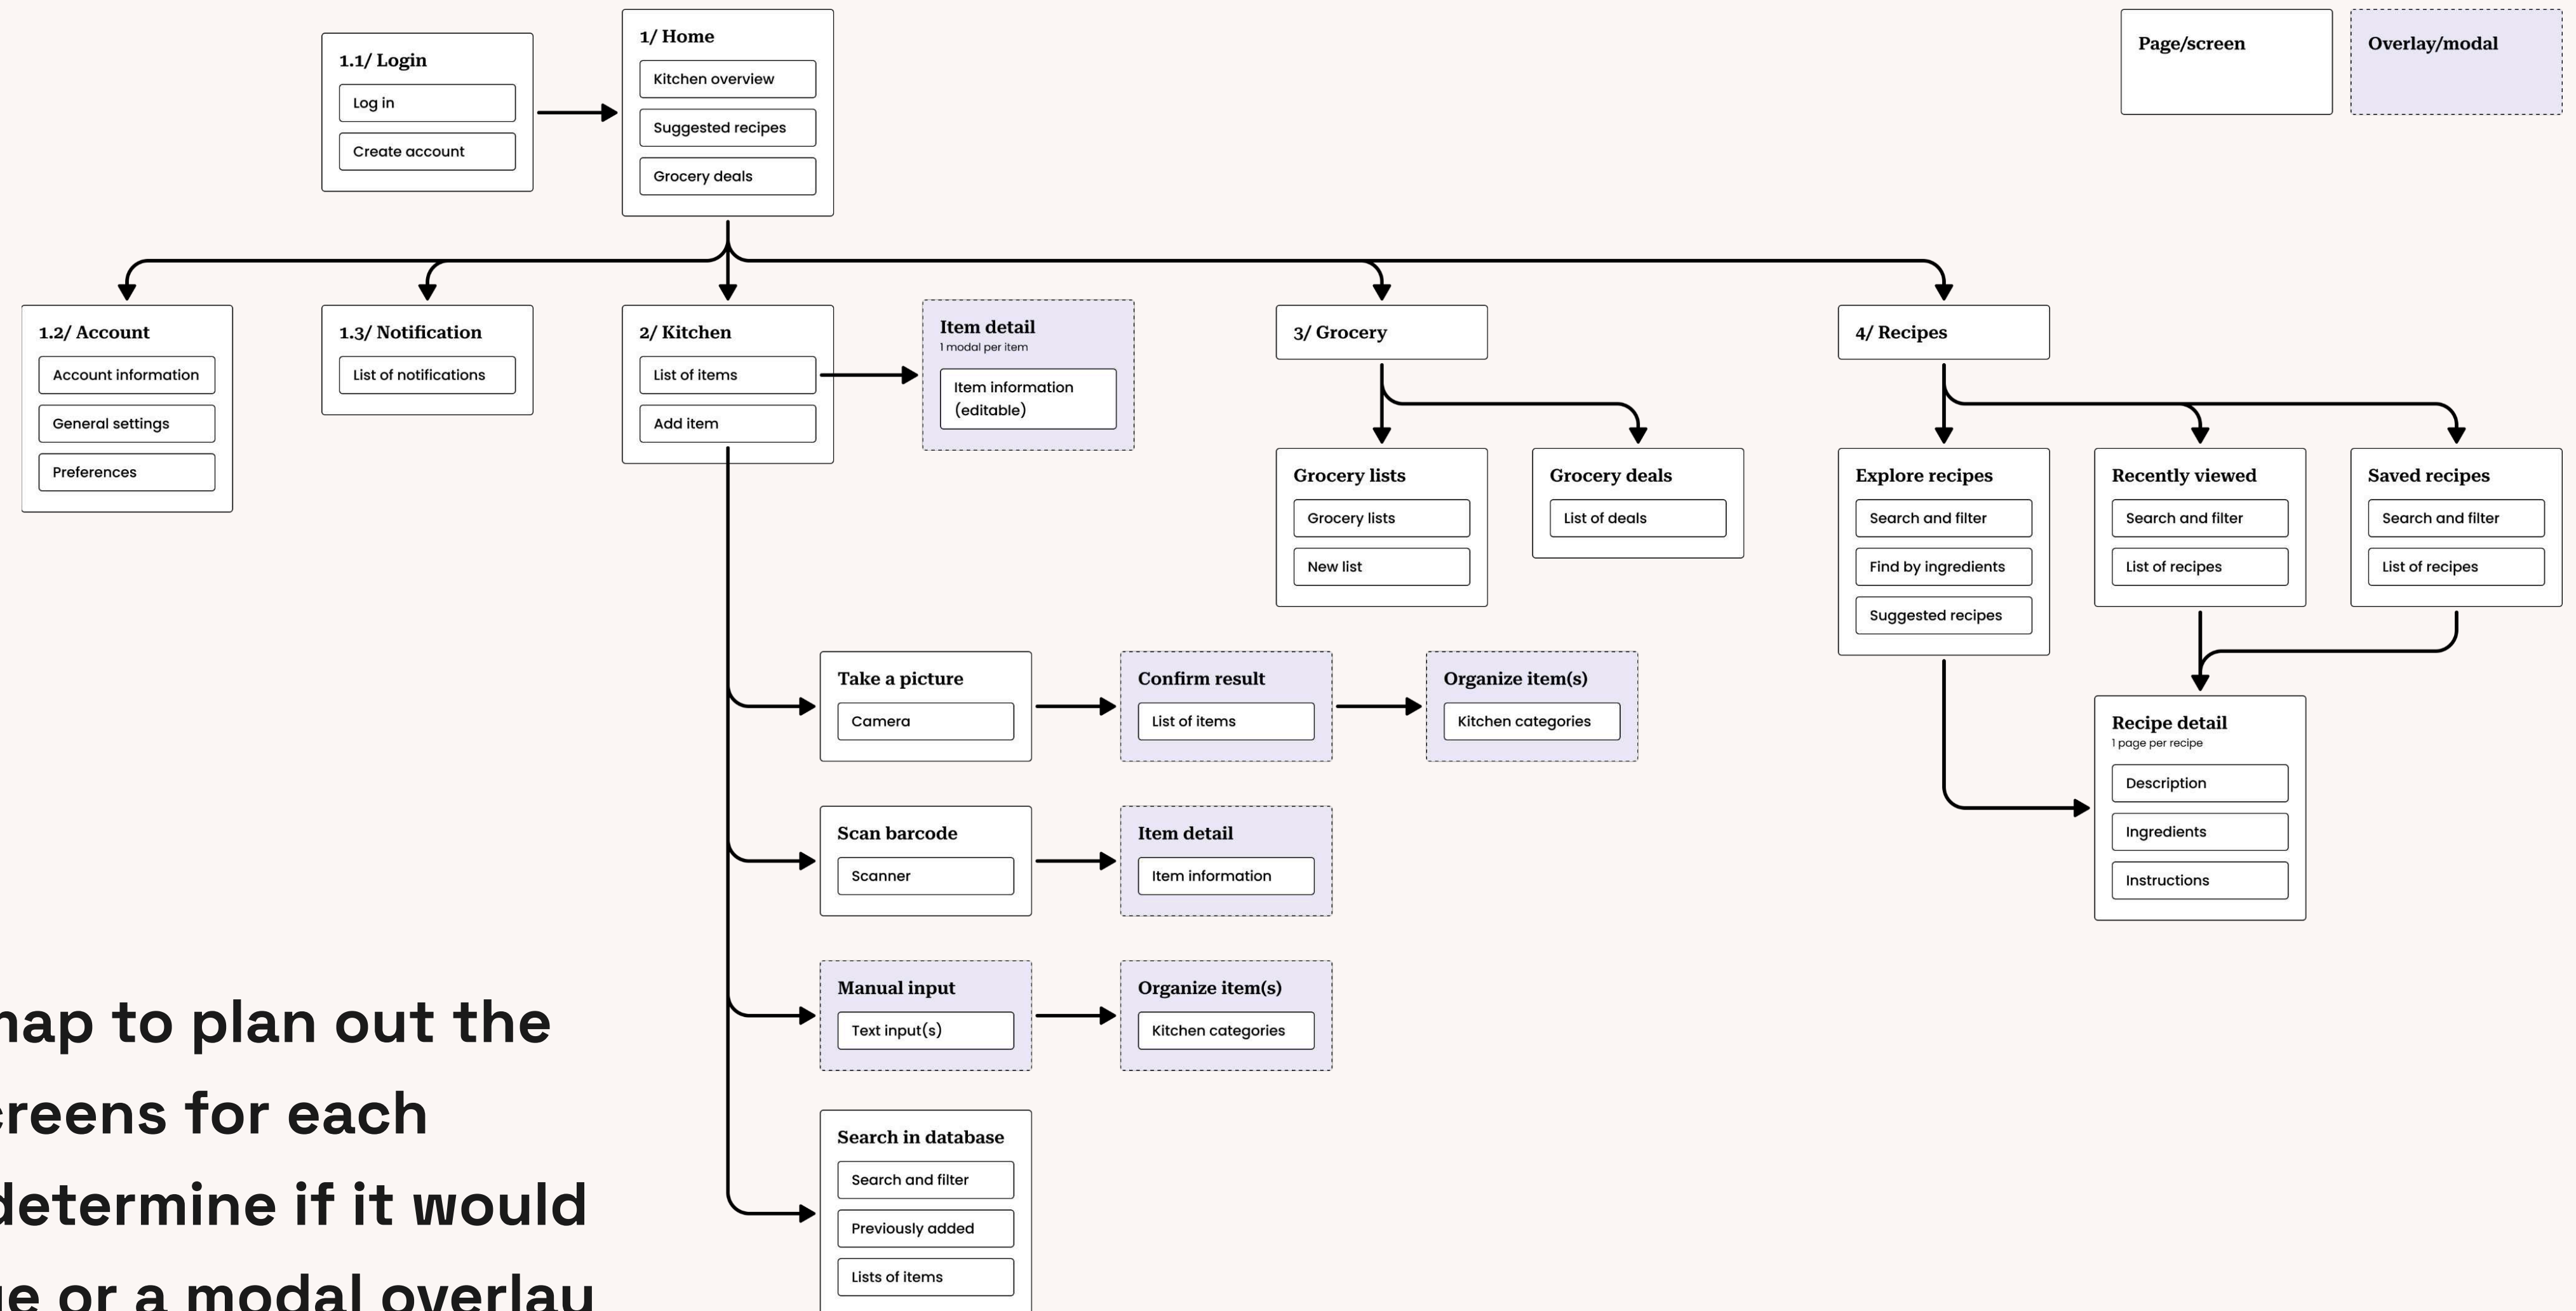 1.1/ Login
Log in
Create account
1/ Home
Kitchen overview
Suggested recipes
Grocery deals
Page/screen
Overlay/modal
1.2/ Account
Account information
General settings
Preferences
1.3/ Notification
List of notifications
2/ Kitchen
List of items
Add item
Item detail
1 modal per item
Item information
(editable)
3/ Grocery
4/ Recipes
Grocery lists
Grocery lists
New list
Grocery deals
List of deals
Explore recipes
Search and filter
Find by ingredients
Suggested recipes
Recently viewed
Search and filter
List of recipes
Saved recipes
Search and filter
List of recipes
Take a picture
Camera
Confirm result
List of items
Organize item(s)
Kitchen categories
Recipe detail
1 page per recipe
Description
Ingredients
Instructions
Scan barcode
Scanner
Item detail
Item information
Manual input
Text input(s)
Organize item(s)
Kitchen categories
Search in database
Search and filter
Previously added
Lists of items
to plan out the
for each
determine if it would
or a modal overlay